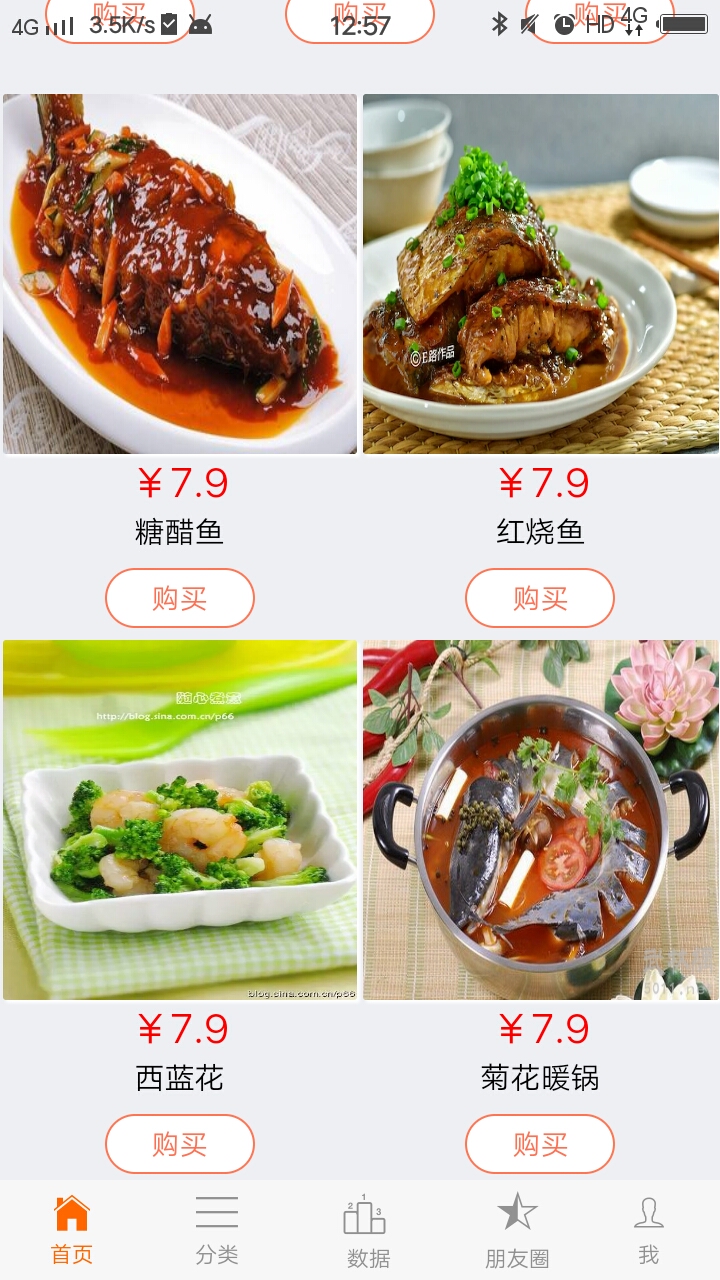 购买 购买 购买
4G 3.5K/s 12:57 HD 4G
©E路作品
¥7.9 ¥7.9
糖醋鱼 红烧鱼
购买 购买
http://blog.sina.com.cn/p66
blog.sina.com.cn/p66
¥7.9 ¥7.9
西蓝花 菊花暖锅
购买 购买
2 1 3
首页 分类 数据 朋友圈 我